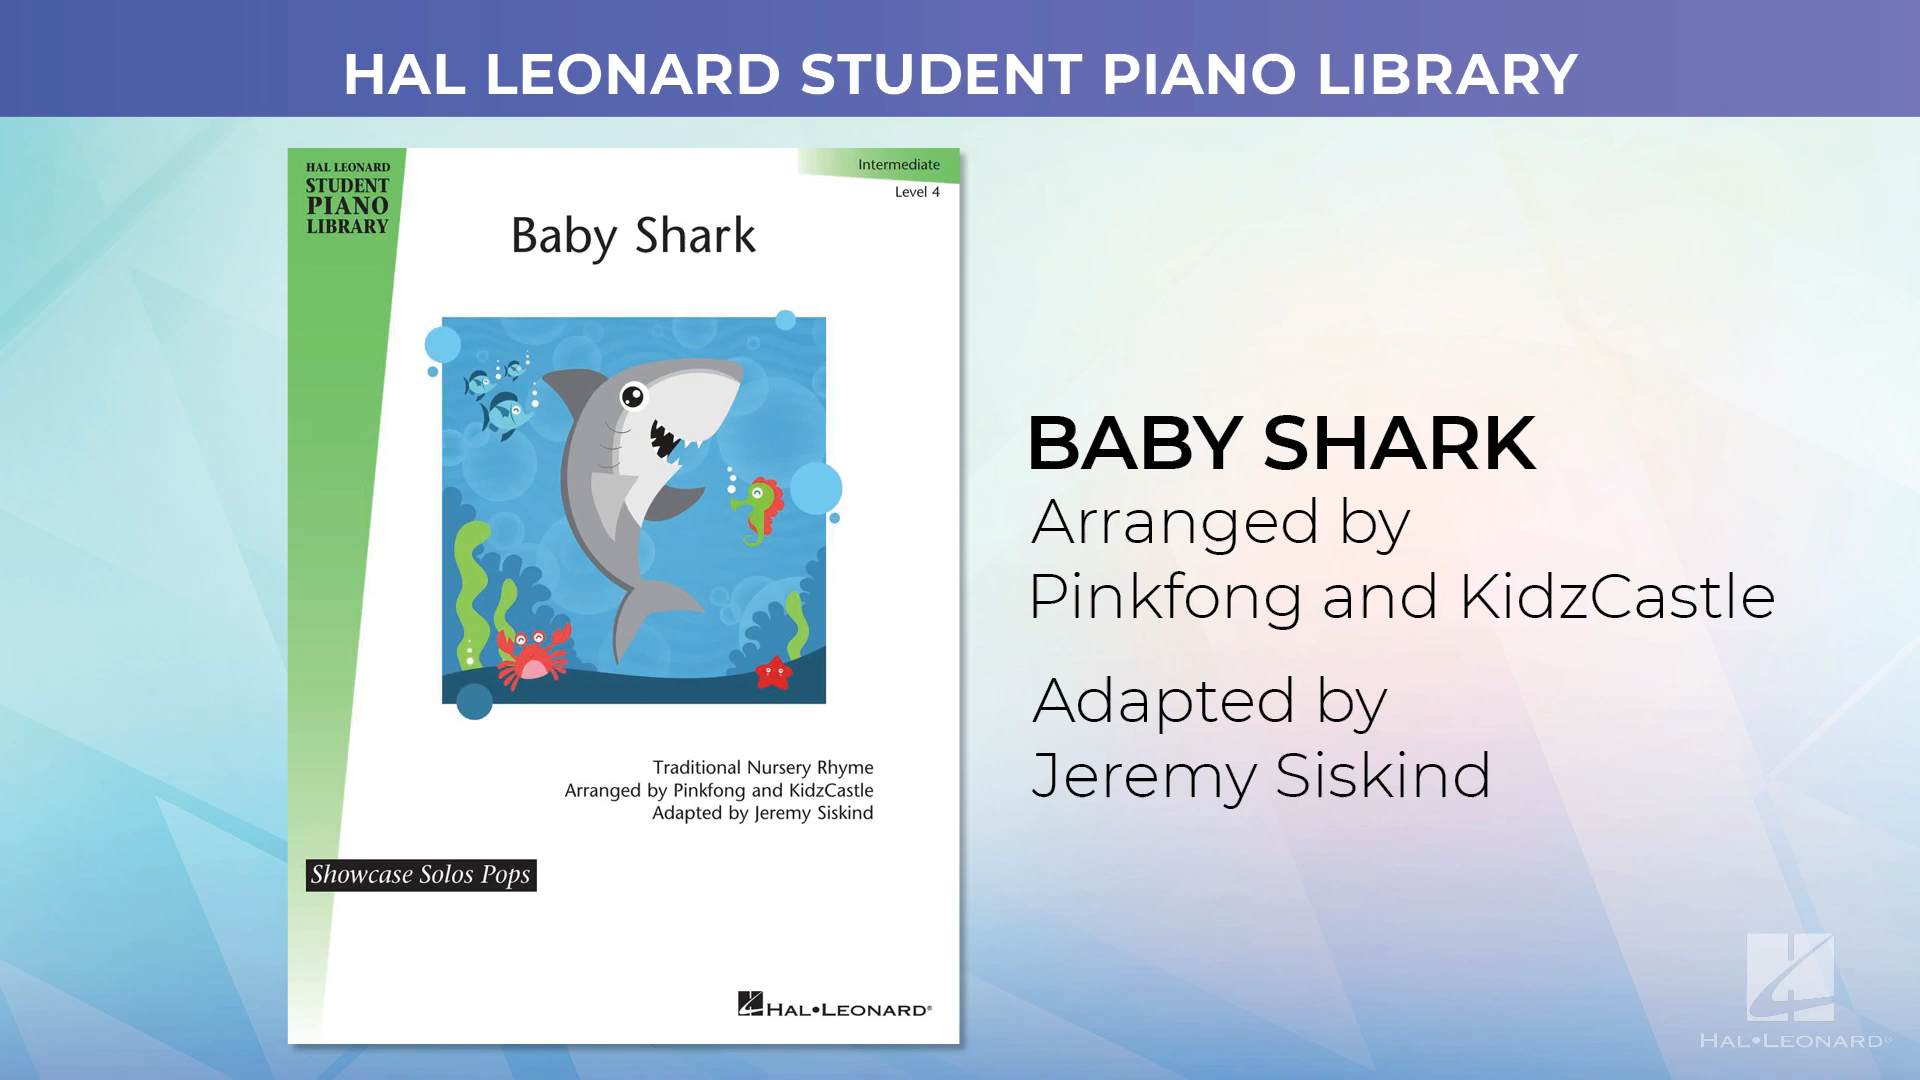 HAL LEONARD STUDENT PIANO LIBRARY
HAL LEONARD
STUDENT
PIANO
LIBRARY
Intermediate
Level 4
Baby Shark
Traditional Nursery Rhyme
Arranged by Pinkfong and KidzCastle
Adapted by Jeremy Siskind
Showcase Solos Pops
HAL•LEONARD®
BABY SHARK
Arranged by
Pinkfong and KidzCastle
Adapted by
Jeremy Siskind
HAL•LEONARD®